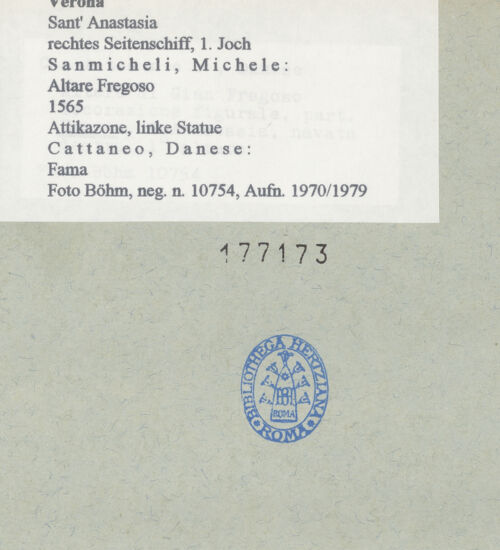 Verona
Sant' Anastasia
rechtes Seitenschiff, 1. Joch
Sanmicheli, Michele:
Altare Fregoso
1565
Attikazone, linke Statue
Cattaneo, Danese:
Fama
Foto Böhm, neg. n. 10754, Aufn. 1970/1979
177173
BIBLIOTHECA HERTZIANA
ROMA
ROMA